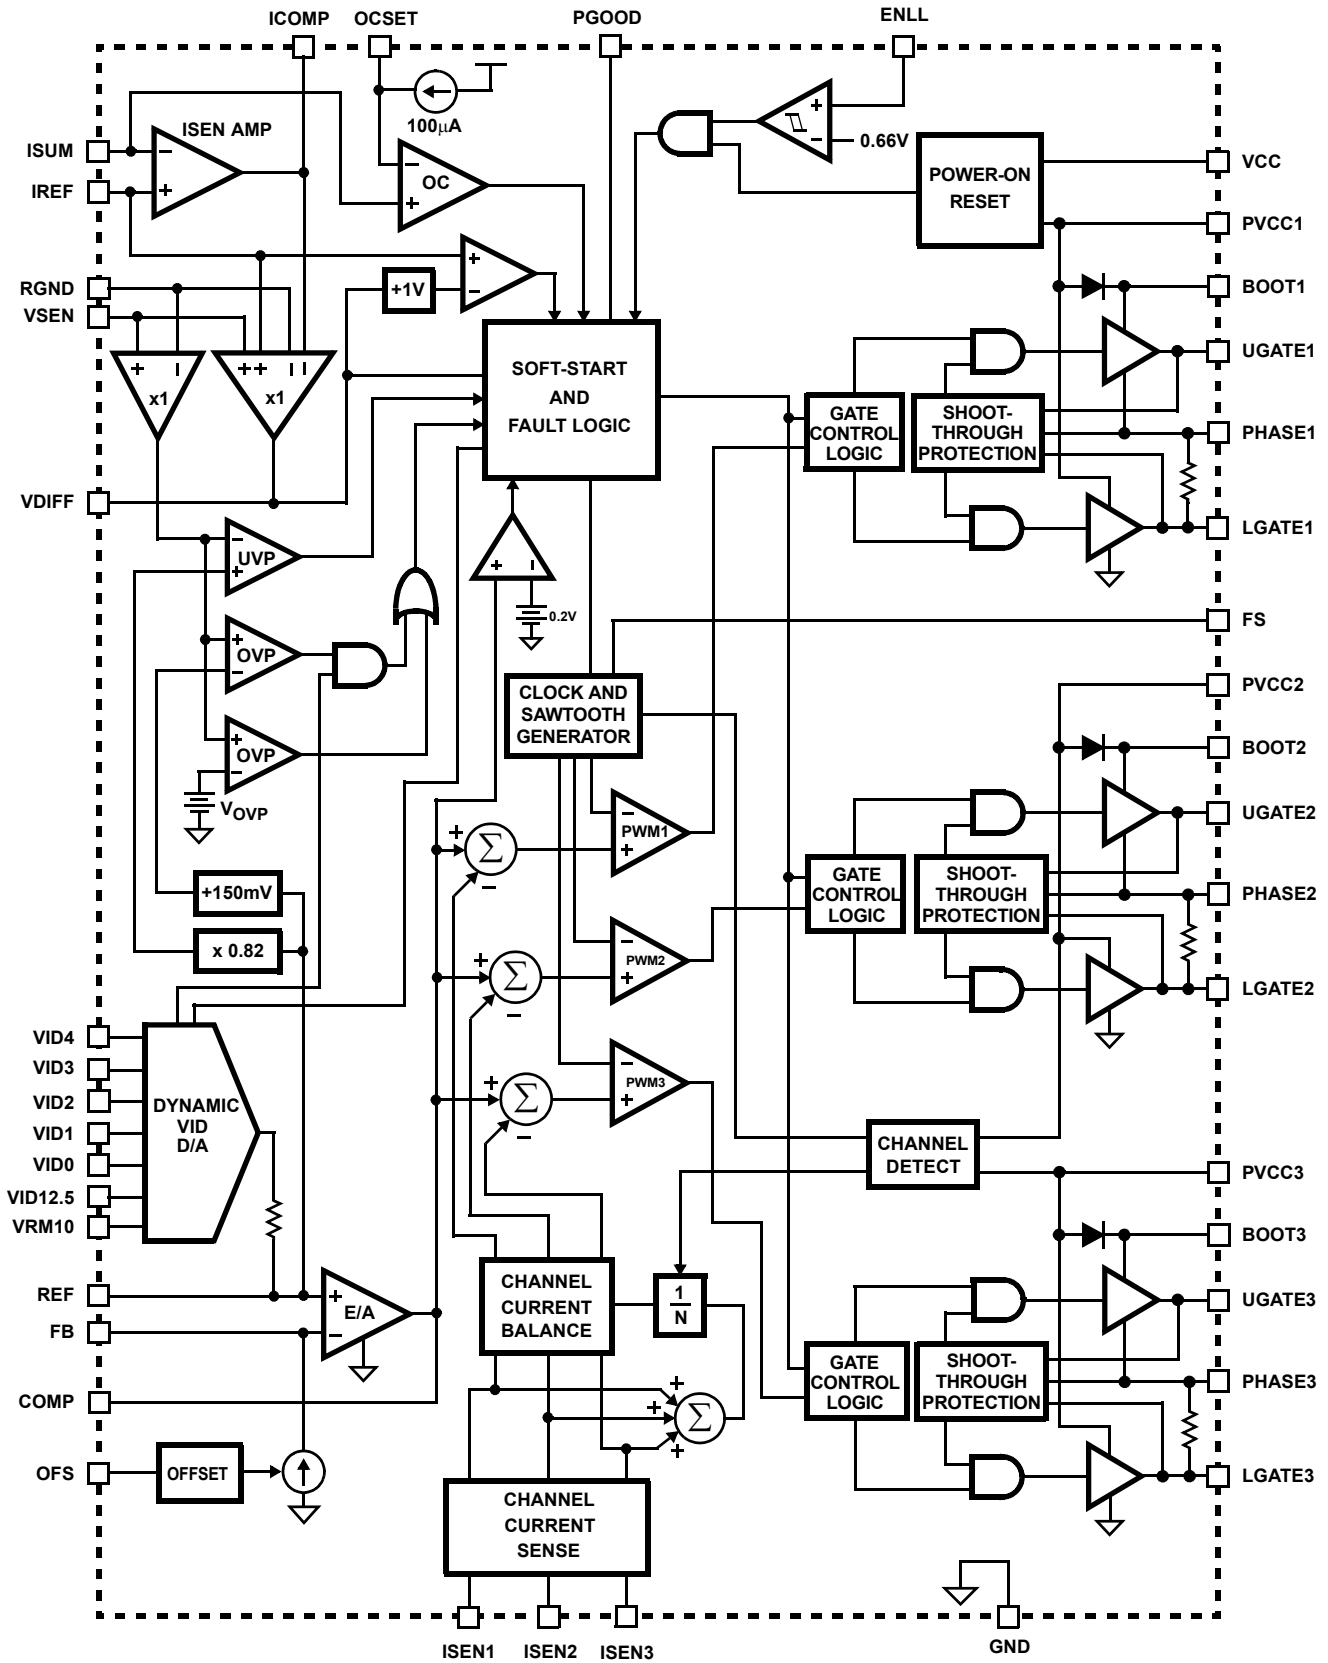 ICOMP OCSET PGOOD ENLL
ISEN AMP
100µA
ISUM
IREF
−
+
−
+
OC
+
−
0.66V
POWER-ON
RESET
VCC
PVCC1
+
−
+1V
RGND
VSEN
BOOT1
+ −
x1
+ + − −
x1
SOFT-START
AND
FAULT LOGIC
UGATE1
GATE
CONTROL
LOGIC
SHOOT-
THROUGH
PROTECTION
PHASE1
VDIFF
LGATE1
−
UVP
+
+ −
0.2V
FS
+
OVP
−
CLOCK AND
SAWTOOTH
GENERATOR
PVCC2
+
OVP
−
VOVP
BOOT2
−
PWM1
+
+
Σ
−
UGATE2
+150mV
GATE
CONTROL
LOGIC
SHOOT-
THROUGH
PROTECTION
PHASE2
x 0.82
−
PWM2
+
+
Σ
−
LGATE2
VID4
VID3
VID2
VID1
VID0
VID12.5
VRM10
DYNAMIC
VID
D/A
−
PWM3
+
+
Σ
−
CHANNEL
DETECT
PVCC3
BOOT3
REF
FB
+
E/A
−
CHANNEL
CURRENT
BALANCE
1
N
UGATE3
GATE
CONTROL
LOGIC
SHOOT-
THROUGH
PROTECTION
PHASE3
COMP
+
+
+
Σ
OFS
OFFSET
LGATE3
CHANNEL
CURRENT
SENSE
ISEN1 ISEN2 ISEN3
GND